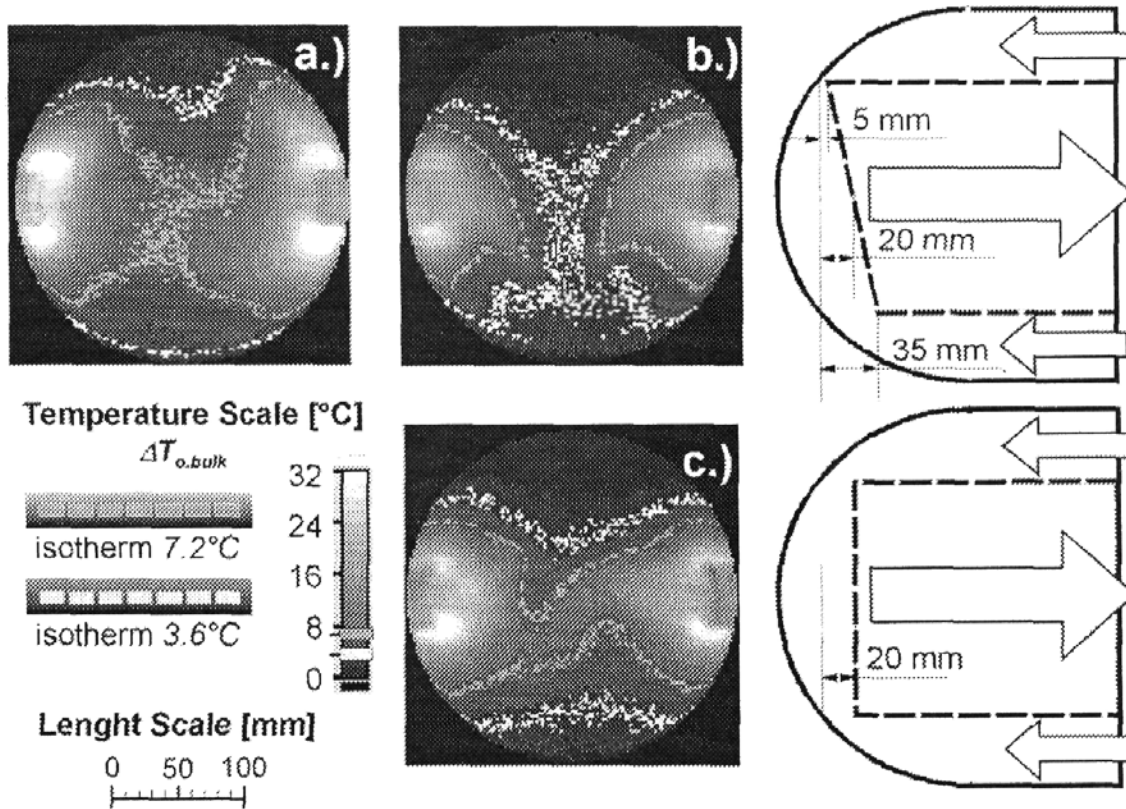 a.)
b.)
5 mm
20 mm
35 mm
Temperature Scale [°C]
ΔT o.bulk
isotherm 7.2°C
isotherm 3.6°C
32
24
16
8
0
Lenght Scale [mm]
0 50 100
c.)
20 mm